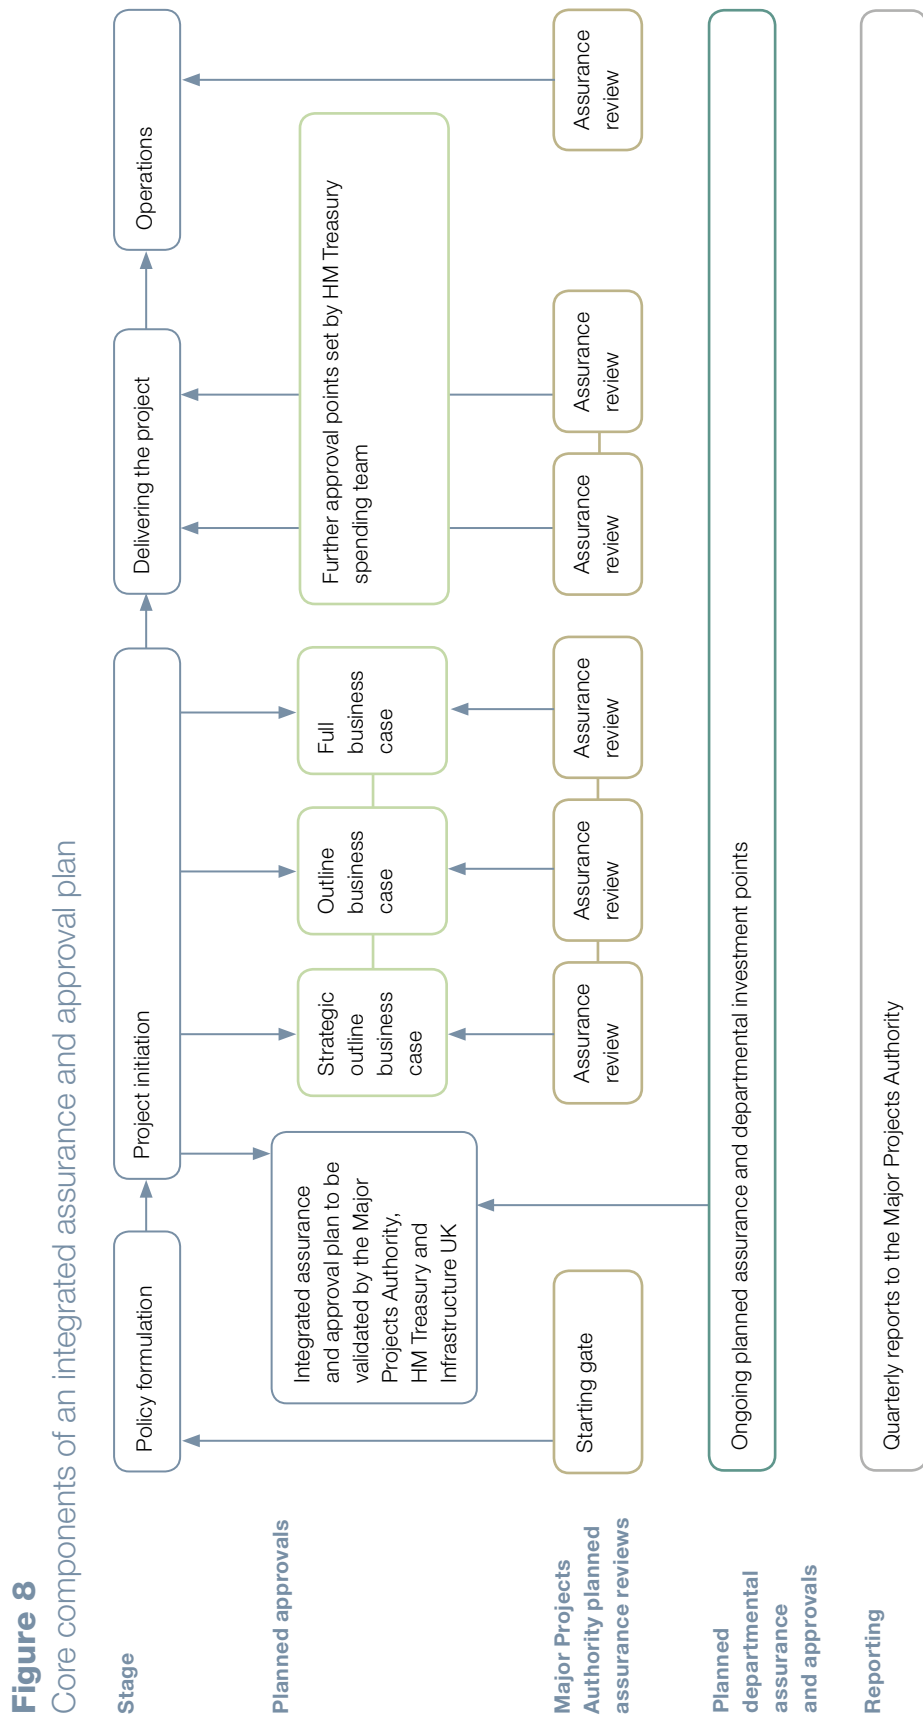 Figure 8
Core components of an integrated assurance and approval plan
Stage
Policy formulation
Project initiation
Delivering the project
Operations
Planned approvals
Integrated assurance
and approval plan to be
validated by the Major
Projects Authority,
HM Treasury and
Infrastructure UK
Strategic
outline
business
case
Outline
business
case
Full
business
case
Further approval points set by HM Treasury
spending team
Major Projects
Authority planned
assurance reviews
Starting gate
Assurance
review
Assurance
review
Assurance
review
Assurance
review
Assurance
review
Assurance
review
Planned
departmental
assurance
and approvals
Ongoing planned assurance and departmental investment points
Reporting
Quarterly reports to the Major Projects Authority